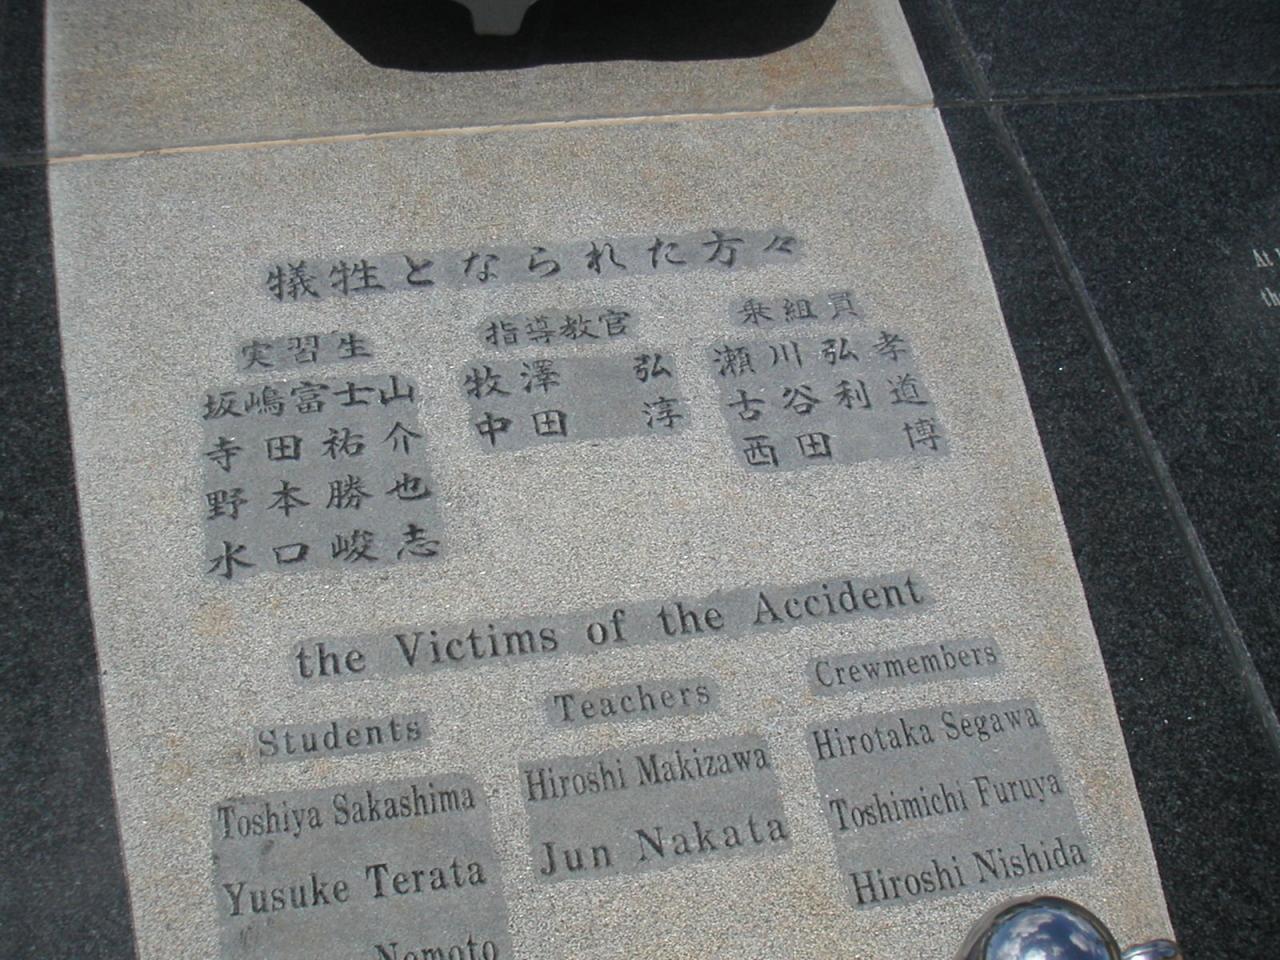 犠牲となられた方々
実習生
坂嶋富士山
寺田祐介
野本勝也
水口峻志
指導教官
牧澤 弘
中田 淳
乗組員
瀬川弘孝
古谷利道
西田 博
the Victims of the Accident
Students
Toshiya Sakashima
Yusuke Terata
Nomoto
Teachers
Hiroshi Makizawa
Jun Nakata
Crewmembers
Hirotaka Segawa
Toshimichi Furuya
Hiroshi Nishida
At